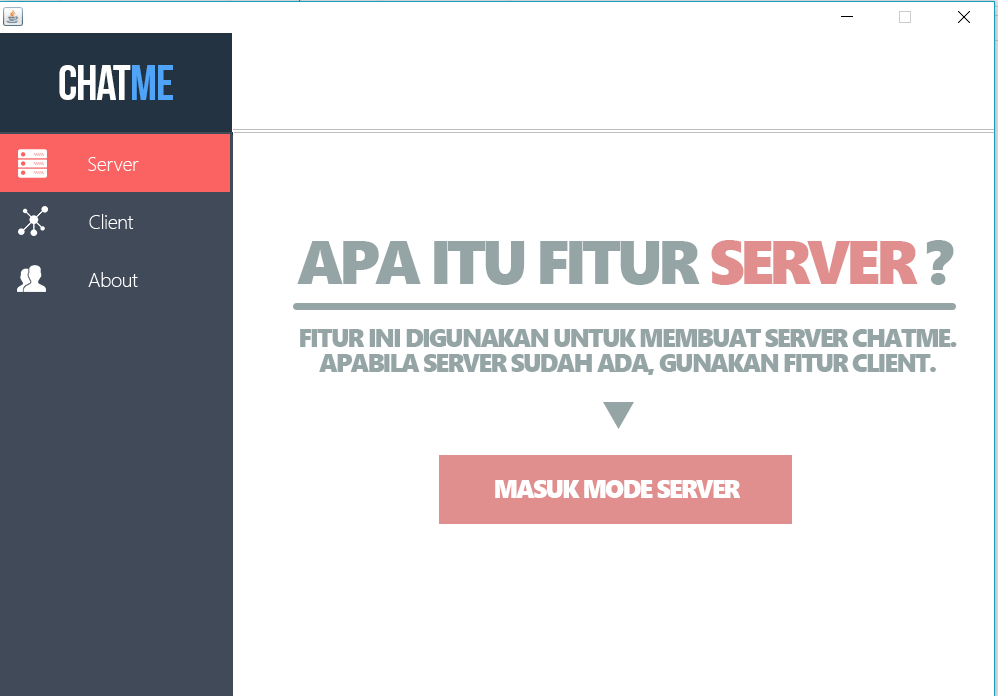 CHATME
Server
Client
About
APA ITU FITUR SERVER ?
FITUR INI DIGUNAKAN UNTUK MEMBUAT SERVER CHATME.
APABILA SERVER SUDAH ADA, GUNAKAN FITUR CLIENT.
MASUK MODE SERVER